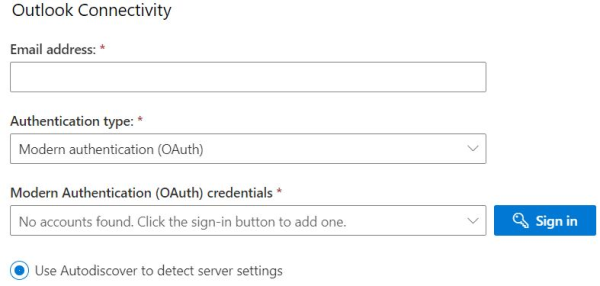 Outlook Connectivity
Email address: *
Authentication type: *
Modern authentication (OAuth)
Modern Authentication (OAuth) credentials *
No accounts found. Click the sign-in button to add one.
Sign in
Use Autodiscover to detect server settings